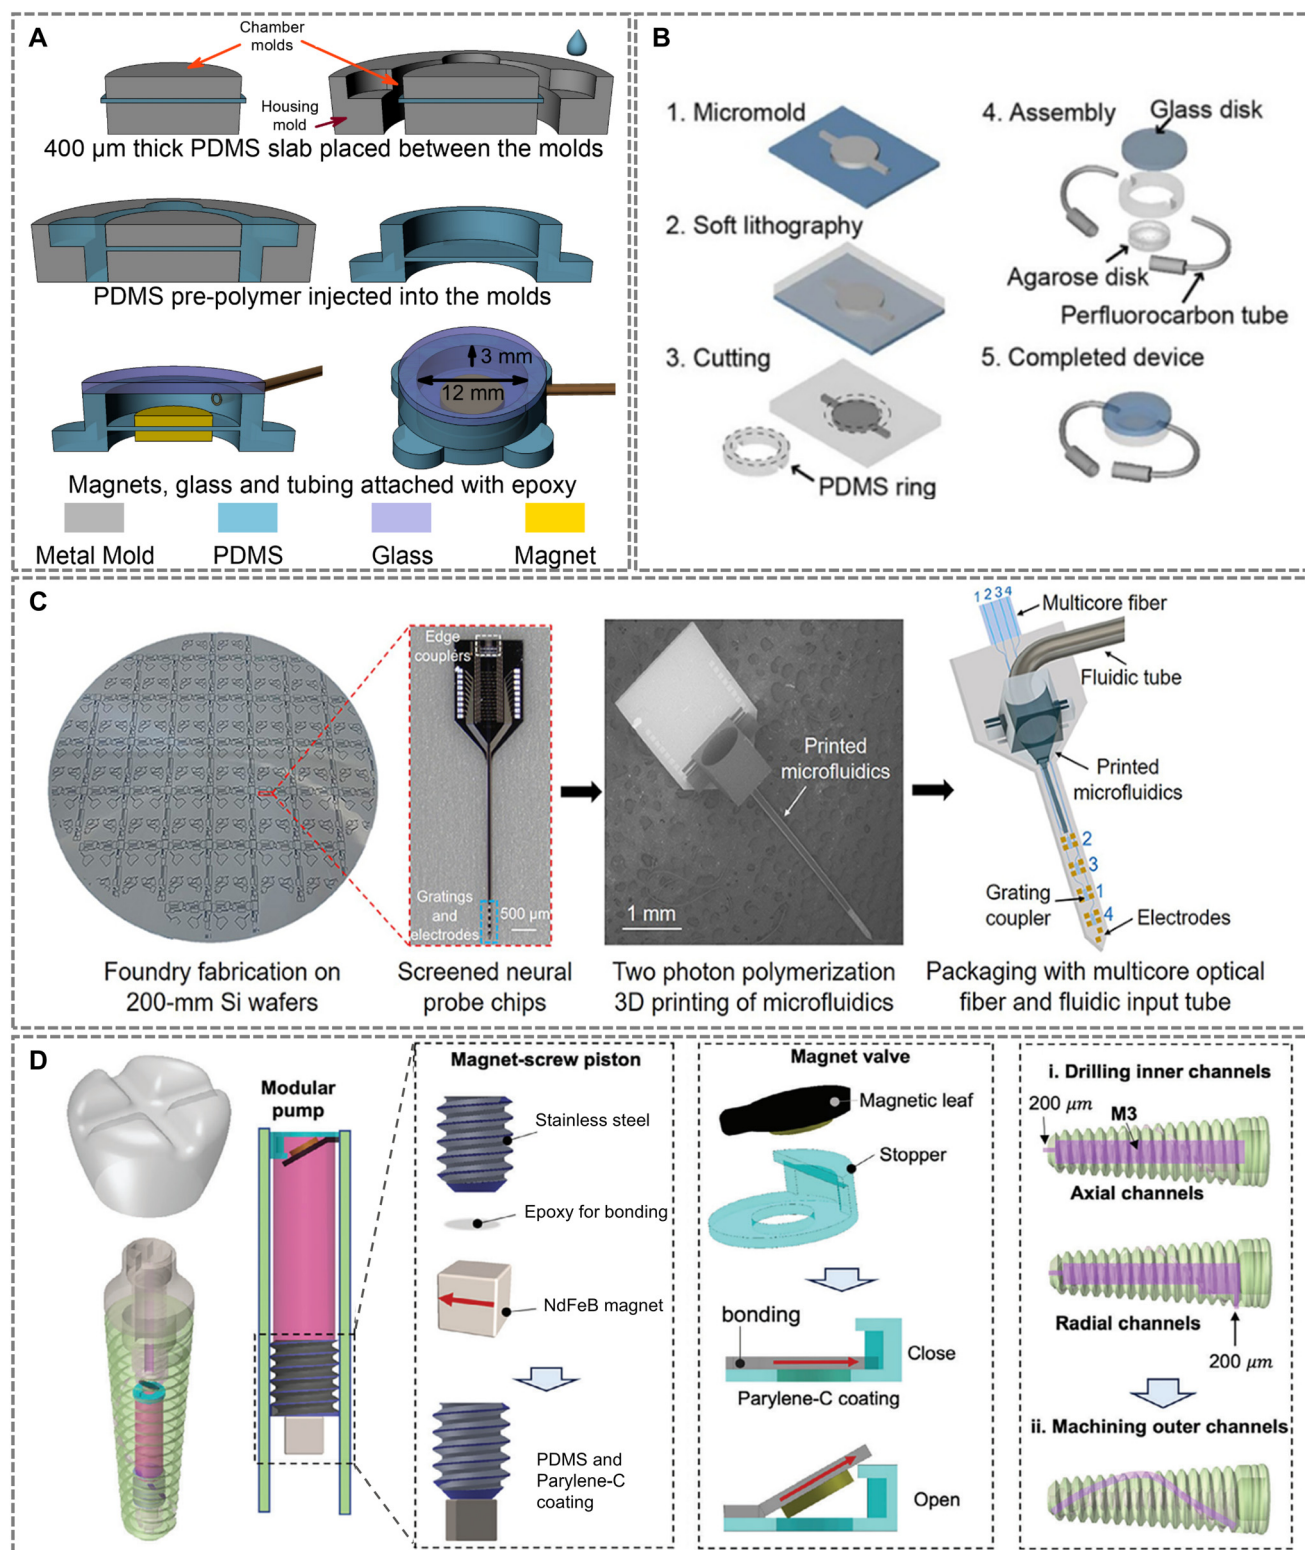 A
Chamber
molds
Housing
mold
400 μm thick PDMS slab placed between the molds
PDMS pre-polymer injected into the molds
3 mm
12 mm
Magnets, glass and tubing attached with epoxy
Metal Mold
PDMS
Glass
Magnet
B
1. Micromold
2. Soft lithography
3. Cutting
PDMS ring
4. Assembly
Glass disk
Agarose disk
Perfluorocarbon tube
5. Completed device
C
Edge
couplers
Gratings and
electrodes
500 μm
Printed
microfluidics
1 mm
1 2 3 4
Multicore fiber
Fluidic tube
Printed
microfluidics
2
3
1
4
Grating
coupler
Electrodes
Foundry fabrication on
200-mm Si wafers
Screened neural
probe chips
Two photon polymerization
3D printing of microfluidics
Packaging with multicore optical
fiber and fluidic input tube
D
Modular
pump
Magnet-screw piston
Stainless steel
Epoxy for bonding
NdFeB magnet
PDMS and
Parylene-C
coating
Magnet valve
Magnetic leaf
Stopper
bonding
Close
Parylene-C coating
Open
i. Drilling inner channels
200 μm
M3
Axial channels
Radial channels
200 μm
ii. Machining outer channels